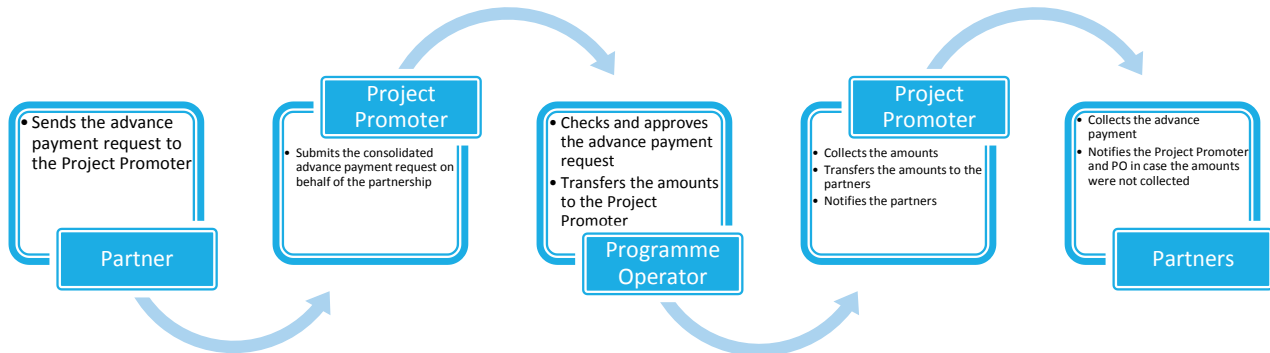 • Sends the advance
payment request to
the Project Promoter
Partner
Project
Promoter
• Submits the consolidated
advance payment request on
behalf of the partnership
• Checks and approves
the advance payment
request
• Transfers the amounts
to the Project
Promoter
Programme
Operator
Project
Promoter
• Collects the amounts
• Transfers the amounts to the
partners
• Notifies the partners
• Collects the advance
payment
• Notifies the Project Promoter
and PO in case the amounts
were not collected
Partners